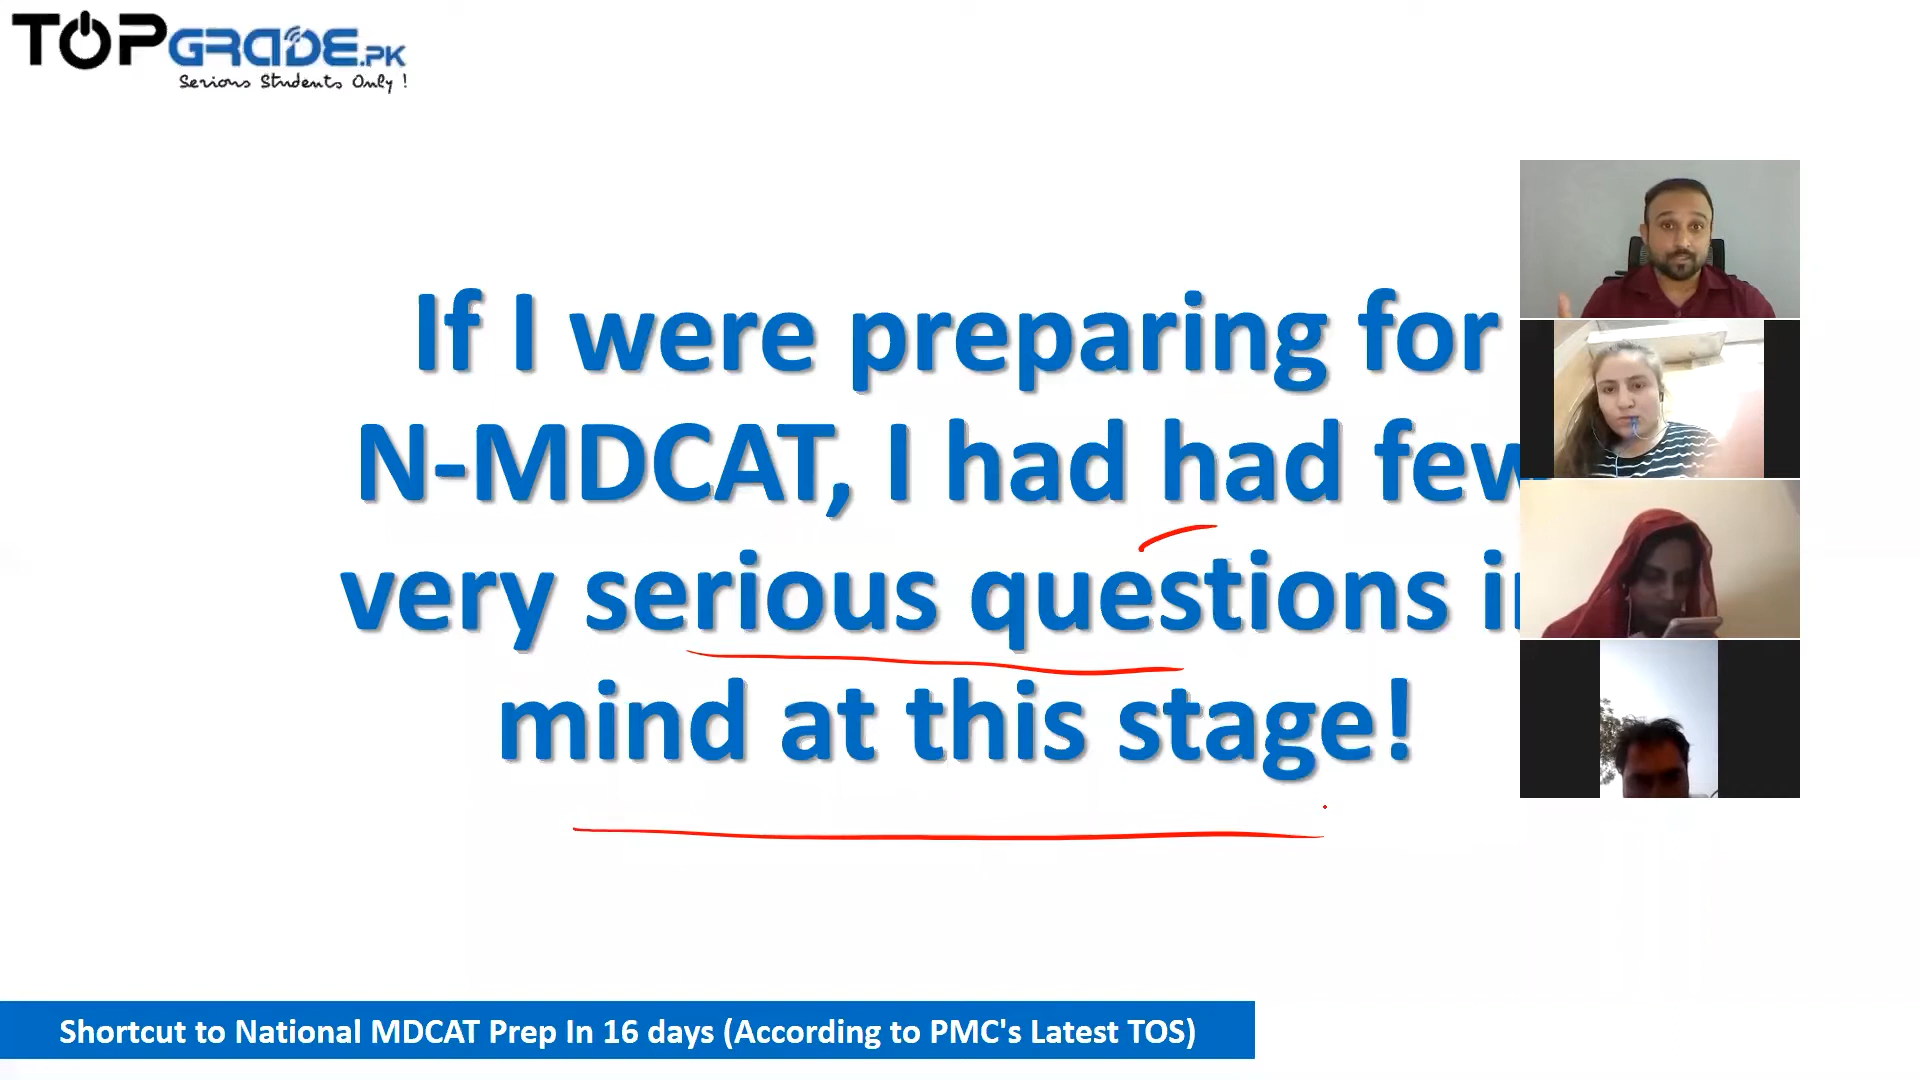 TOPGRADE.PK
Serious Students Only !
If I were preparing for
N-MDCAT, I had had few
very serious questions in
mind at this stage!
Shortcut to National MDCAT Prep In 16 days (According to PMC's Latest TOS)